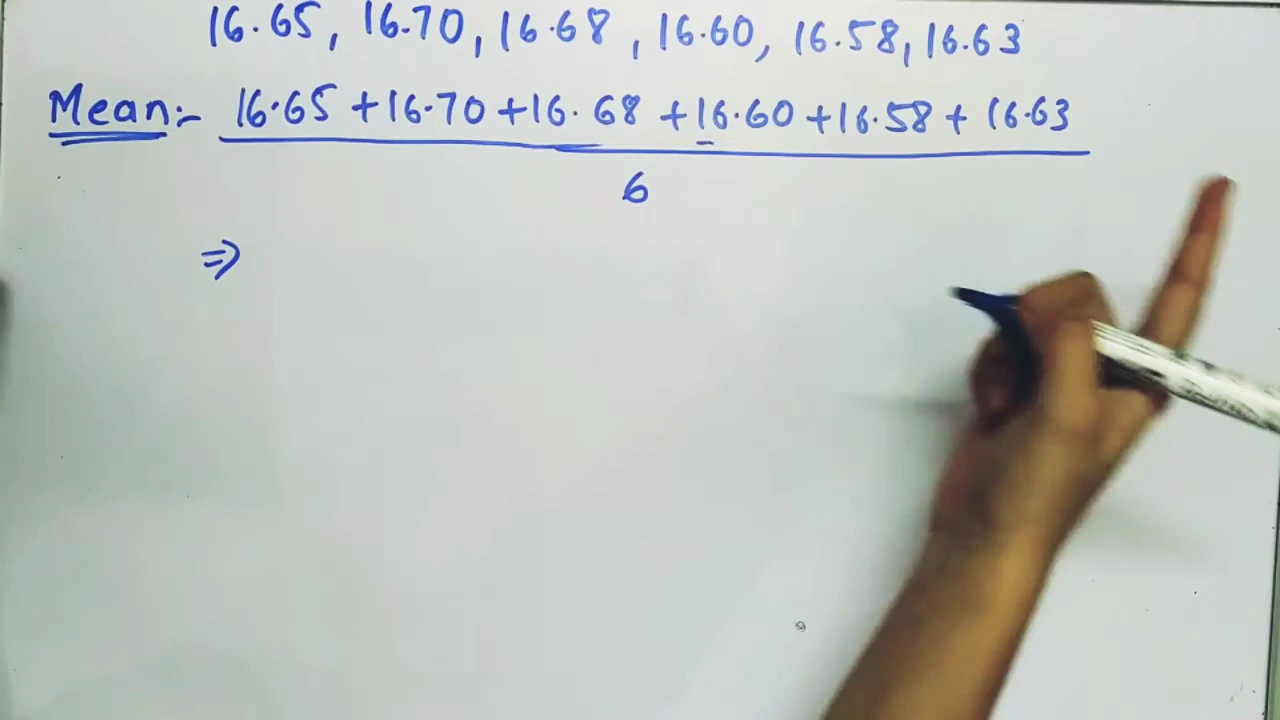 16.65, 16.70, 16.68, 16.60, 16.58, 16.63
Mean:- 16.65 + 16.70 + 16.68 + 16.60 + 16.58 + 16.63
6
⇒